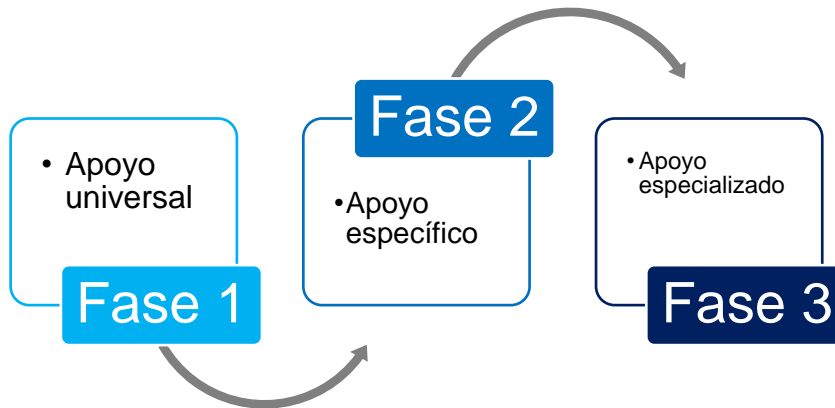 • Apoyo
universal
Fase 1
Fase 2
•Apoyo
específico
•Apoyo
especializado
Fase 3